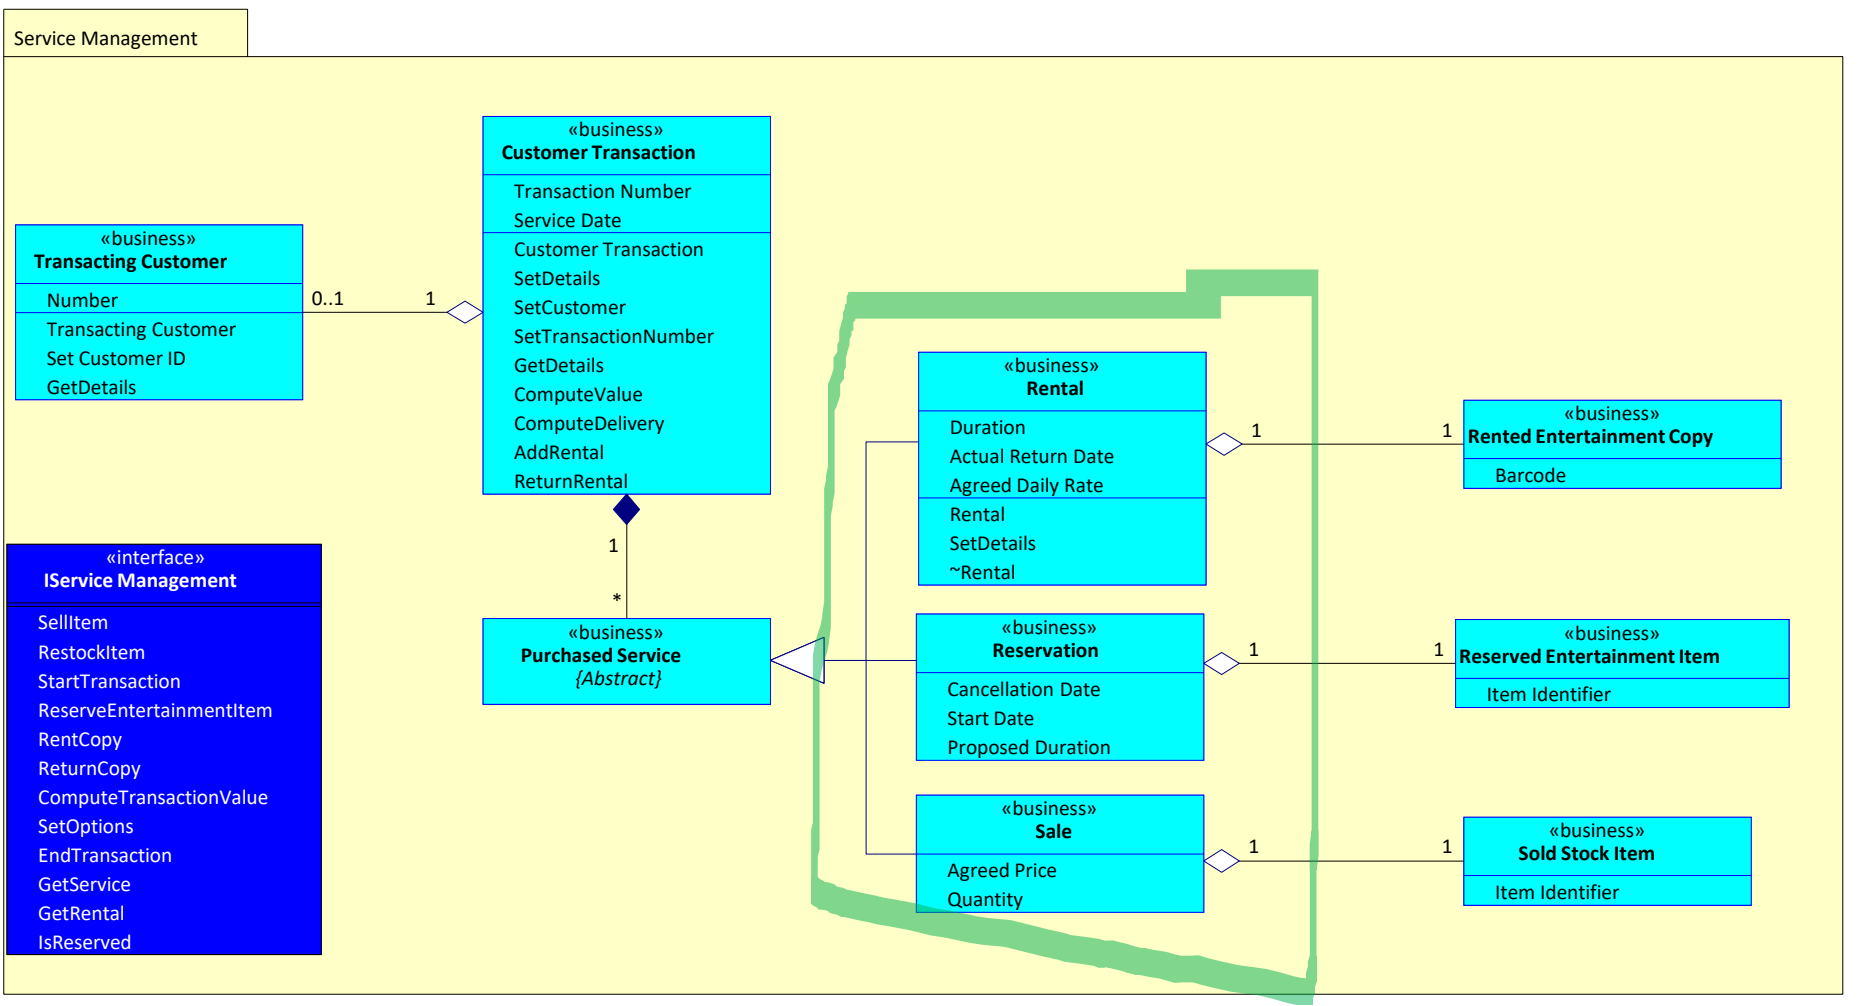 Service Management
«business»
Customer Transaction
Transaction Number
Service Date
Customer Transaction
SetDetails
SetCustomer
SetTransactionNumber
GetDetails
ComputeValue
ComputeDelivery
AddRental
ReturnRental
«business»
Transacting Customer
Number
Transacting Customer
Set Customer ID
GetDetails
0..1
1
1
*
«interface»
IService Management
SellItem
RestockItem
StartTransaction
ReserveEntertainmentItem
RentCopy
ReturnCopy
ComputeTransactionValue
SetOptions
EndTransaction
GetService
GetRental
IsReserved
«business»
Purchased Service
{Abstract}
«business»
Rental
Duration
Actual Return Date
Agreed Daily Rate
Rental
SetDetails
~Rental
1
1
«business»
Rented Entertainment Copy
Barcode
«business»
Reservation
Cancellation Date
Start Date
Proposed Duration
1
1
«business»
Reserved Entertainment Item
Item Identifier
«business»
Sale
Agreed Price
Quantity
1
1
«business»
Sold Stock Item
Item Identifier